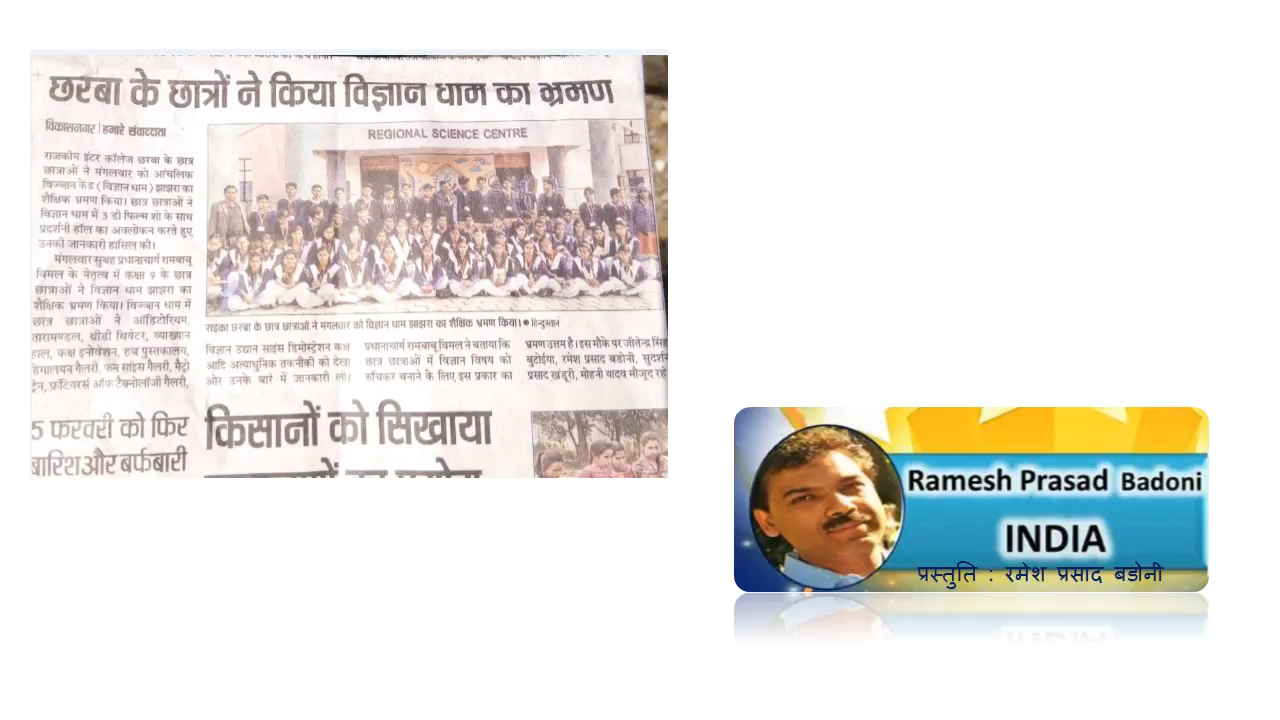 छरबा के छात्रों ने किया विज्ञान धाम का भ्रमण
विकासनगर | हमारे संवाददाता
राजकीय इंटर कॉलेज छरबा के छात्र
छात्राओं ने मंगलवार को आंचलिक
विज्ञान केंद्र (विज्ञान धाम) झाझरा का
शैक्षिक भ्रमण किया। छात्र छात्राओं ने
विज्ञान धाम में 3 डी फिल्म शो के साथ
प्रदर्शनी हॉल का अवलोकन करते हुए
उनकी जानकारी हासिल की।
मंगलवार सुबह प्रधानाचार्य रामबाबू
विमल के नेतृत्व में कक्षा ९ के छात्र
छात्राओं ने विज्ञान धाम झाझरा का
शैक्षिक भ्रमण किया। विज्ञान धाम में
छात्र छात्राओं ने ऑडिटोरियम,
तारामण्डल, थ्रीडी थियेटर, व्याख्यान
हाल, कक्ष इनोवेशन, हब पुस्तकालय,
हिमालयन गैलरी, फन साइंस गैलरी, मैट्रो
ट्रेन, फ्रंटियरर्स ऑफ टैक्नोलॉजी गैलरी,
REGIONAL SCIENCE CENTRE
राइंका छरबा के छात्र छात्राओं ने मंगलवार को विज्ञान धाम झाझरा का शैक्षिक भ्रमण किया। ● हिन्दुस्तान
विज्ञान उद्यान साइंस डिमोस्ट्रेशन कक्ष
आदि अत्याधुनिक तकनीकी को देखा
और उनके बारे में जानकारी ली।
प्रधानाचार्य रामबाबू विमल ने बताया कि
छात्र छात्राओं में विज्ञान विषय को
रुचिकर बनाने के लिए इस प्रकार का
भ्रमण उत्तम है। इस मौके पर जीतेन्द्र सिंह
बुटोईया, रमेश प्रसाद बडोनी, सुदर्शन
प्रसाद खंडूरी, मोहनी यादव मौजूद रहे
5 फरवरी को फिर
बारिश और बर्फबारी
किसानों को सिखाया
Ramesh Prasad Badoni
INDIA
प्रस्तुति : रमेश प्रसाद बडोनी